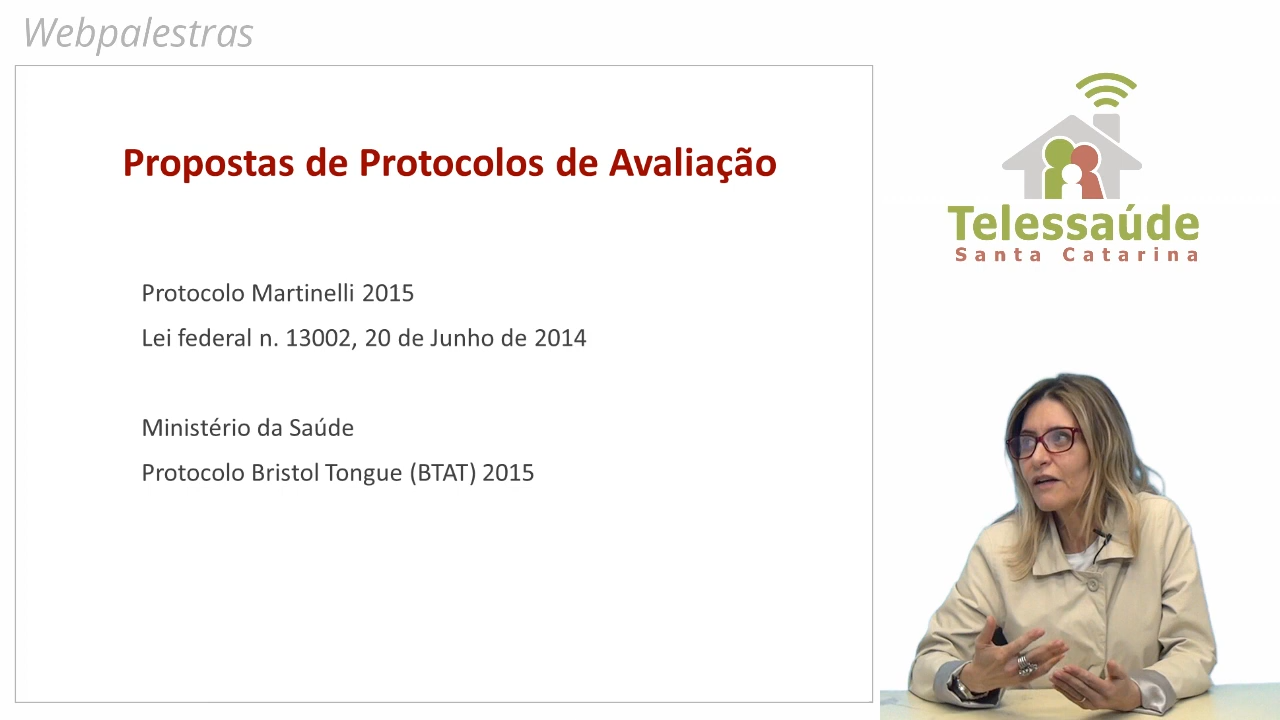 Webpalestras
Propostas de Protocolos de Avaliação
Protocolo Martinelli 2015
Lei federal n. 13002, 20 de Junho de 2014
Ministério da Saúde
Protocolo Bristol Tongue (BTAT) 2015
Telessaúde
Santa Catarina